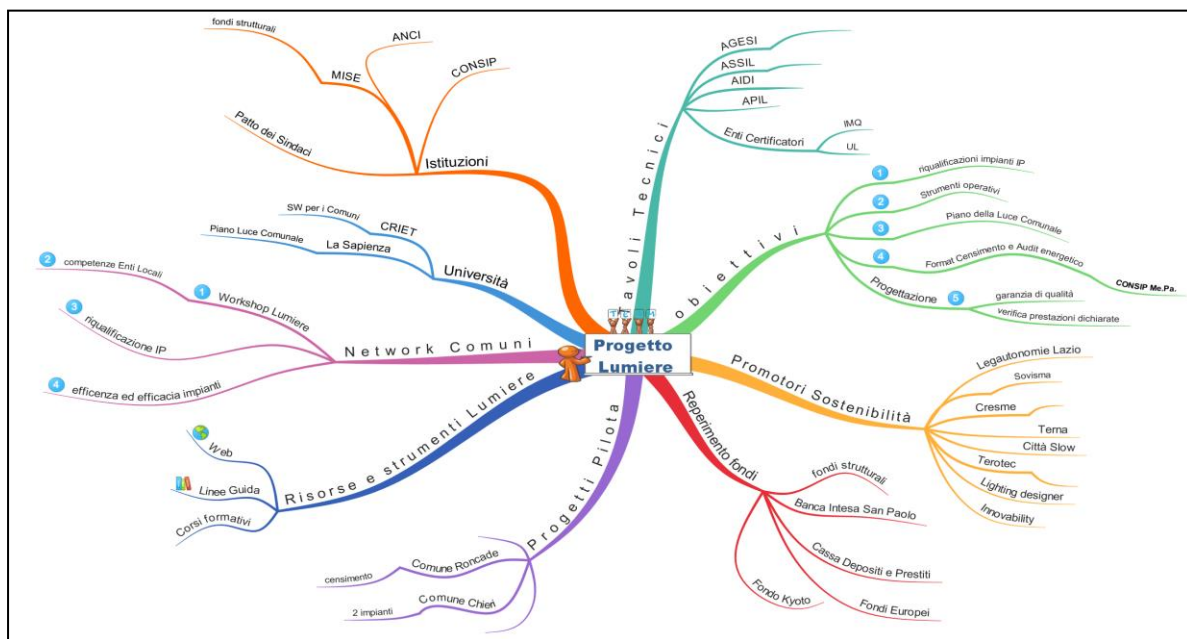 fondi strutturali
ANCI
MISE
CONSIP
Patto dei Sindaci
Istituzioni
AGESI
ASSIL
AIDI
APIL
Enti Certificatori
IMQ
UL
Tavoli Tecnici
1
riqualificazioni impianti IP
2
Strumenti operativi
3
Piano della Luce Comunale
4
Format Censimento e Audit energetico
CONSIP Me.Pa.
Progettazione
5
garanzia di qualità
verifica prestazioni dichiarate
obiettivi
SW per i Comuni
CRIET
Piano Luce Comunale
La Sapienza
Università
2
competenze Enti Locali
1
Workshop Lumiere
3
riqualificazione IP
4
efficenza ed efficacia impianti
Network Comuni
Progetto
Lumiere
Promotori Sostenibilità
Legautonomie Lazio
Sovisma
Cresme
Terna
Città Slow
Terotec
Lighting designer
Innovability
Web
Linee Guida
Corsi formativi
Risorse e strumenti Lumiere
Progetti Pilota
Comune Roncade
censimento
Comune Chieri
2 impianti
Reperimento fondi
fondi strutturali
Banca Intesa San Paolo
Cassa Depositi e Prestiti
Fondi Europei
Fondo Kyoto